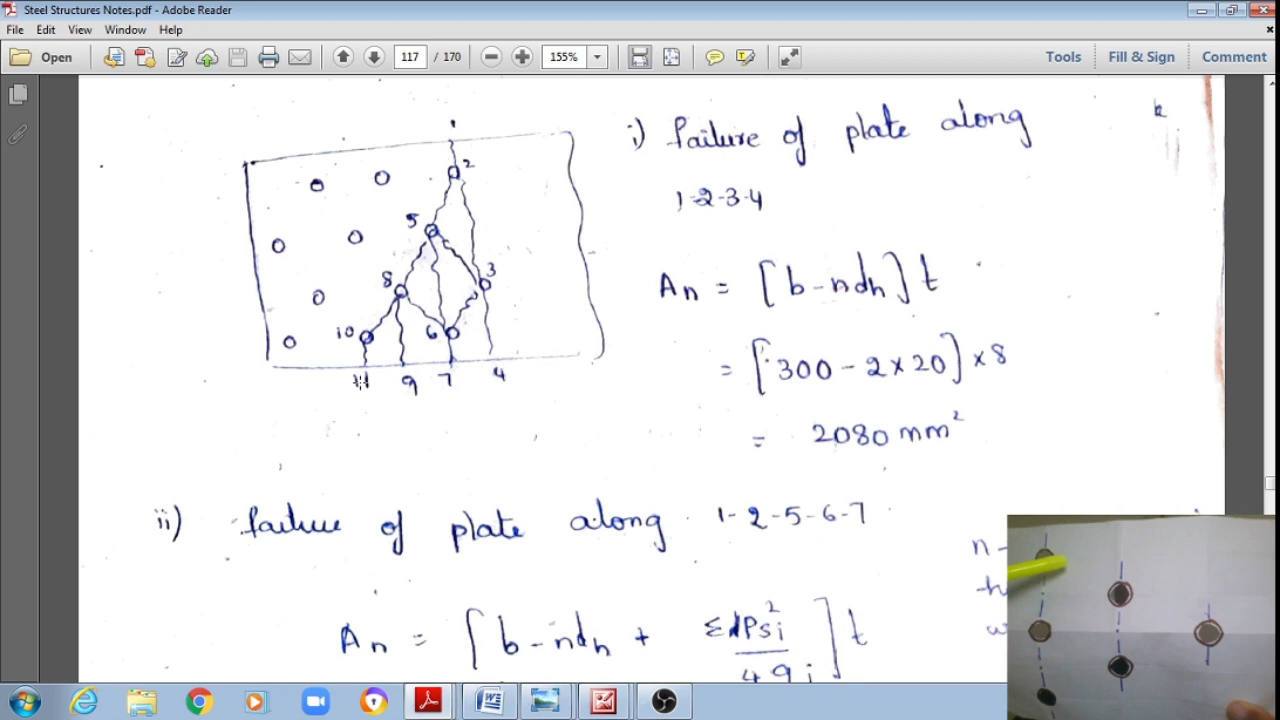 Steel Structures Notes.pdf - Adobe Reader
File Edit View Window Help
Open 117 / 170 155% Tools Fill & Sign Comment
i) failure of plate along
1-2-3-4
1
2
5
3
8
10
6
11 9 7 4
An = [b-ndh] t
= [300 - 2 x 20] x 8
= 2080 mm²
ii) failure of plate along 1-2-5-6-7
n-
An = [b-ndh +